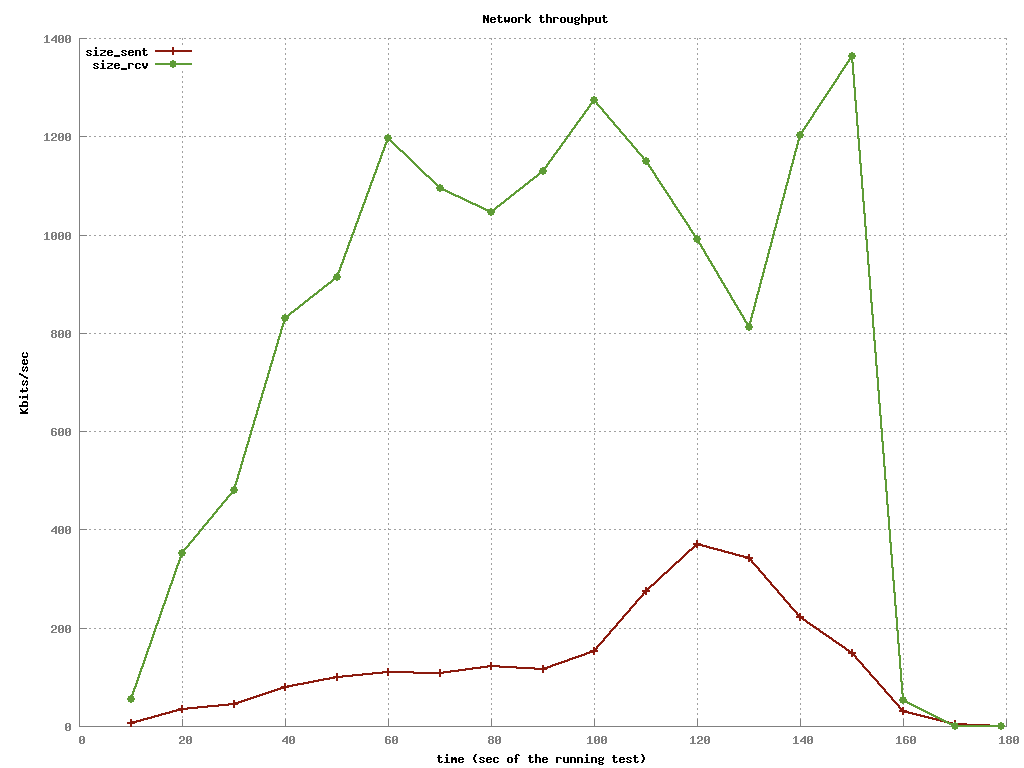 Network throughput
size_sent
size_rcv
1400
1200
1000
800
600
400
200
0
Kbits/sec
0 20 40 60 80 100 120 140 160 180
time (sec of the running test)